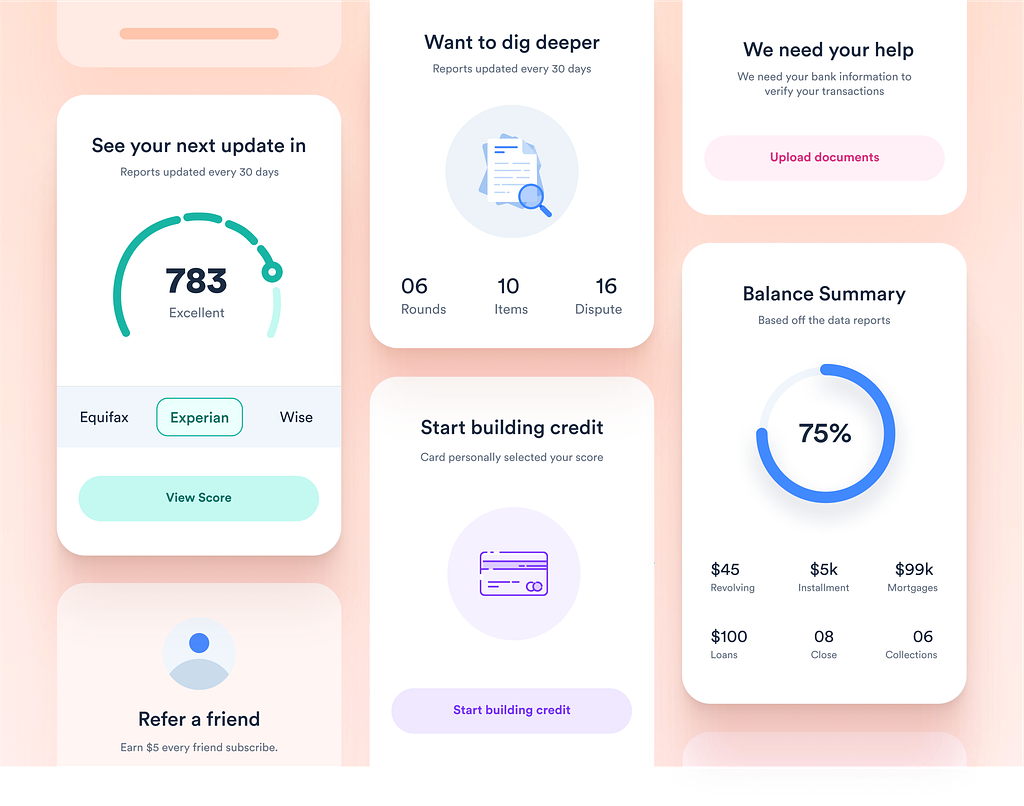 See your next update in
Reports updated every 30 days
783
Excellent
Equifax Experian Wise
View Score
Refer a friend
Earn $5 every friend subscribe.
Want to dig deeper
Reports updated every 30 days
06 10 16
Rounds Items Dispute
Start building credit
Card personally selected your score
Start building credit
We need your help
We need your bank information to
verify your transactions
Upload documents
Balance Summary
Based off the data reports
75%
$45 $5k $99k
Revolving Installment Mortgages
$100 08 06
Loans Close Collections